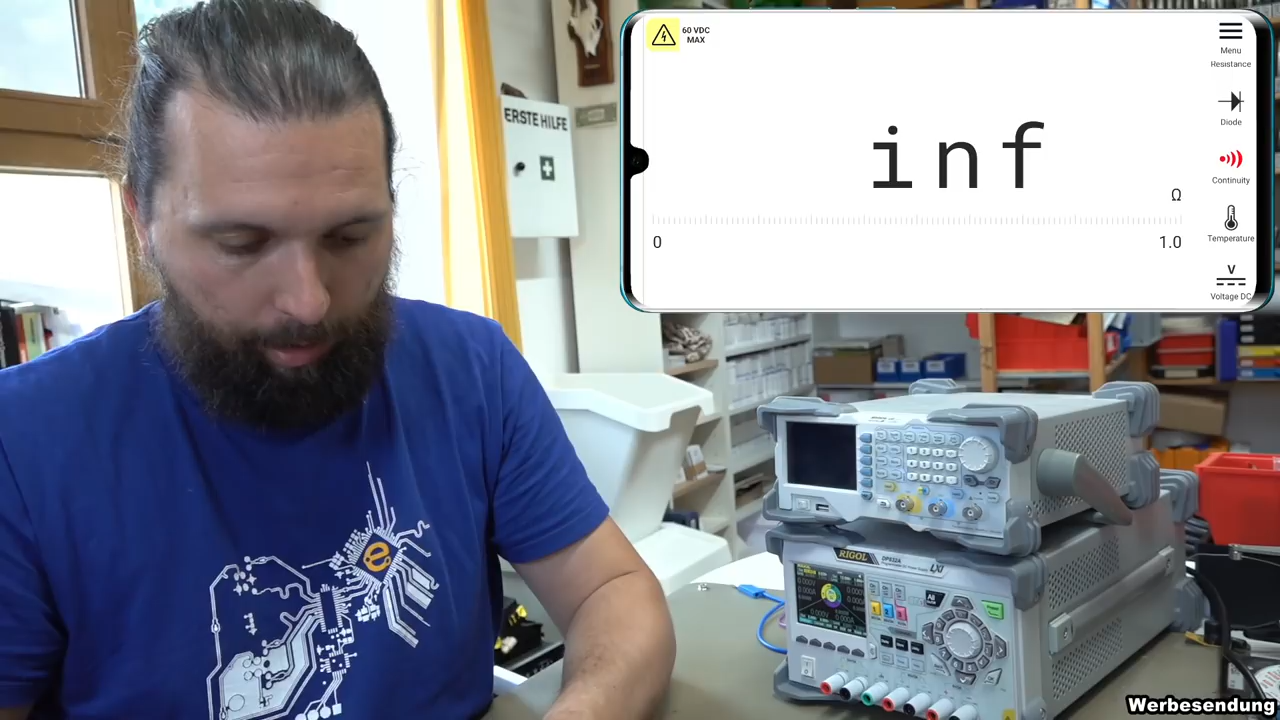 60 VDC
MAX
Menu
Resistance
Diode
inf
Continuity
Ω
Temperature
0
1.0
V
Voltage DC
ERSTE HILFE
e
RIGOL
DP832A
LXI
Werbesendung